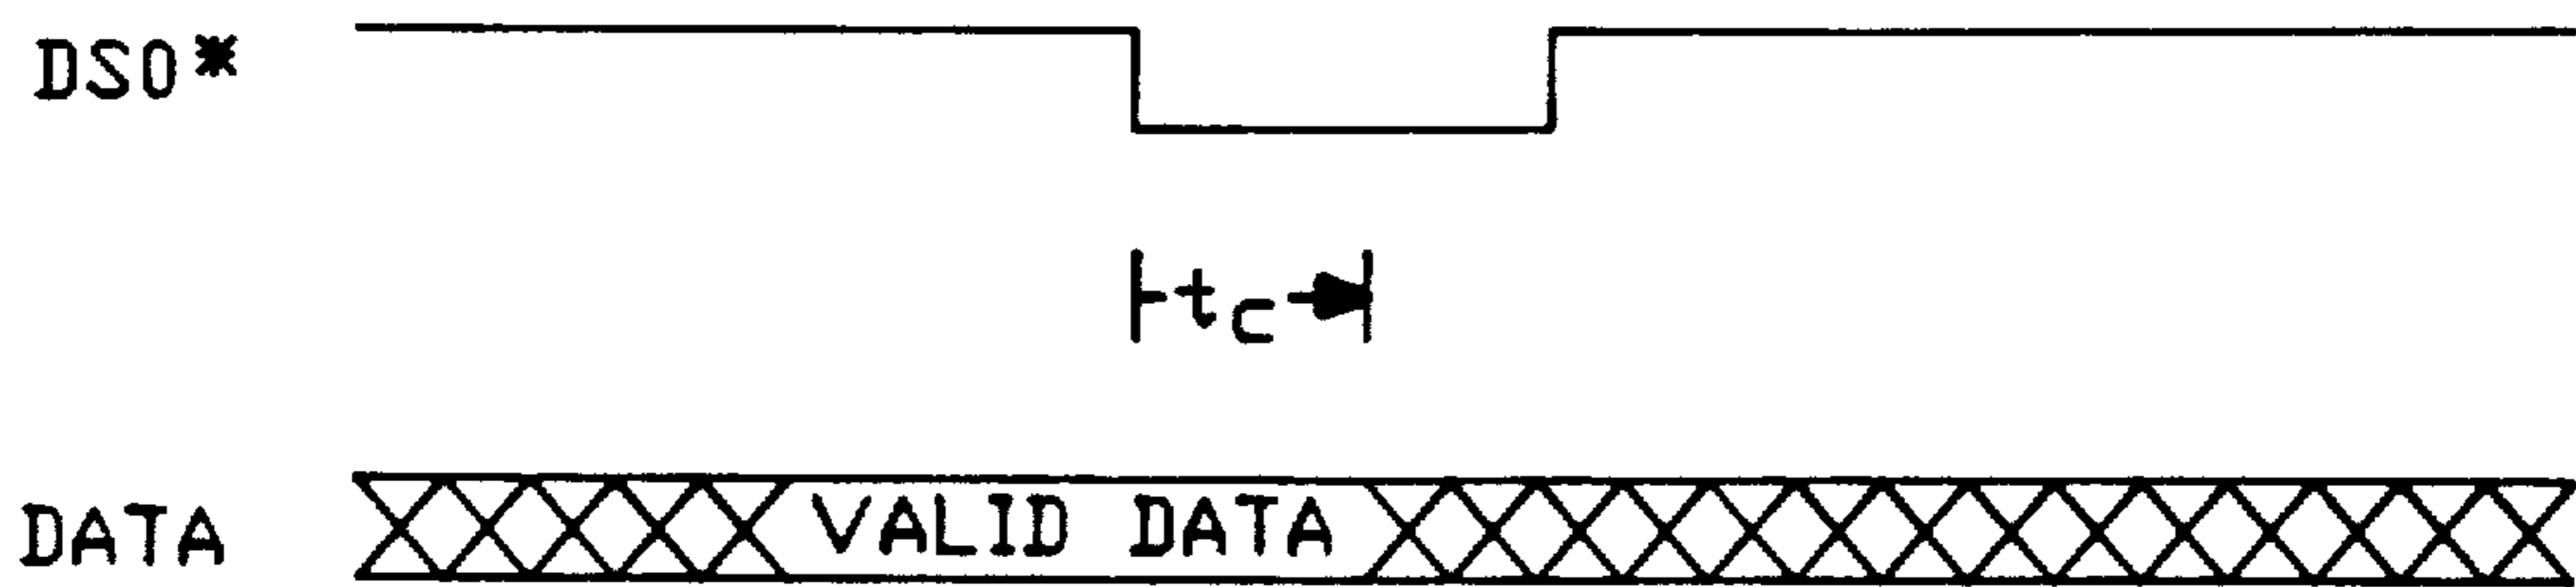 DS0*
tc
DATA
VALID DATA